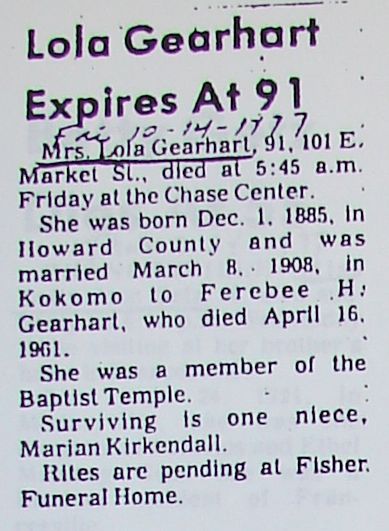 Lola Gearhart
Expires At 91
Fri 10-14-1977
Mrs. Lola Gearhart, 91, 101 E.
Market St., died at 5:45 a.m.
Friday at the Chase Center.
She was born Dec. 1, 1885, in
Howard County and was
married March 8, 1908, in
Kokomo to Ferebee H.
Gearhart, who died April 16,
1961.
She was a member of the
Baptist Temple.
Surviving is one niece,
Marian Kirkendall.
Rites are pending at Fisher
Funeral Home.